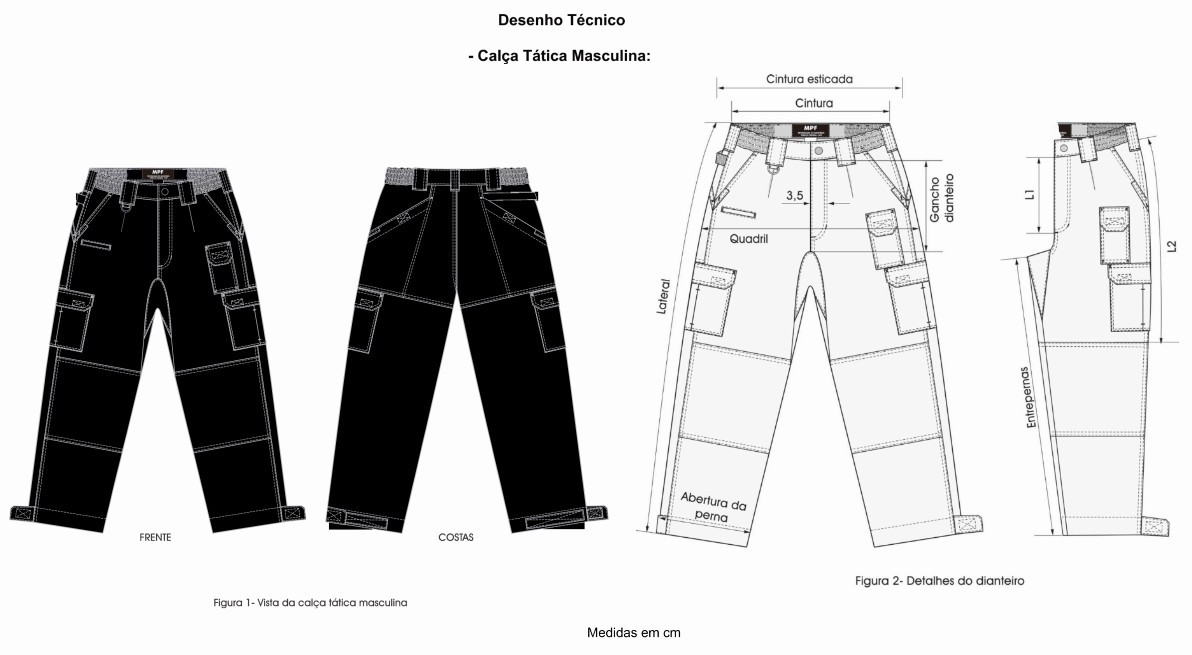 Desenho Técnico
- Calça Tática Masculina:
Cintura esticada
Cintura
MPF
MPF
3,5
Gancho
dianteiro
Quadril
Lateral
L1
L2
Entrepernas
Abertura da
perna
FRENTE
COSTAS
Figura 2- Detalhes do dianteiro
Figura 1- Vista da calça tática masculina
Medidas em cm